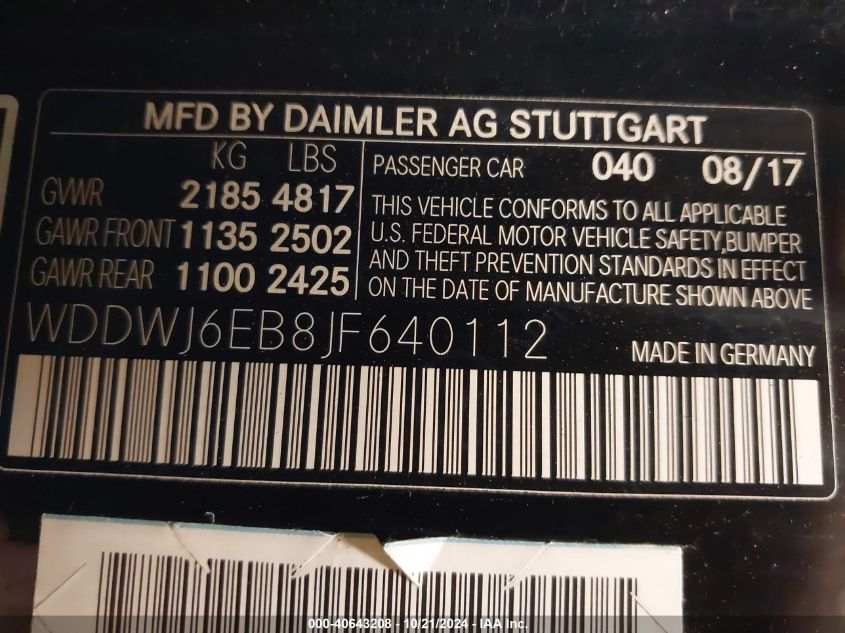 MFD BY DAIMLER AG STUTTGART
KG LBS
GVWR 2185 4817
GAWR FRONT 1135 2502
GAWR REAR 1100 2425
PASSENGER CAR 040 08/17
THIS VEHICLE CONFORMS TO ALL APPLICABLE
U.S. FEDERAL MOTOR VEHICLE SAFETY,BUMPER
AND THEFT PREVENTION STANDARDS IN EFFECT
ON THE DATE OF MANUFACTURE SHOWN ABOVE
WDDWJ6EB8JF640112
MADE IN GERMANY
000-40643208 - 10/21/2024 - IAA Inc.